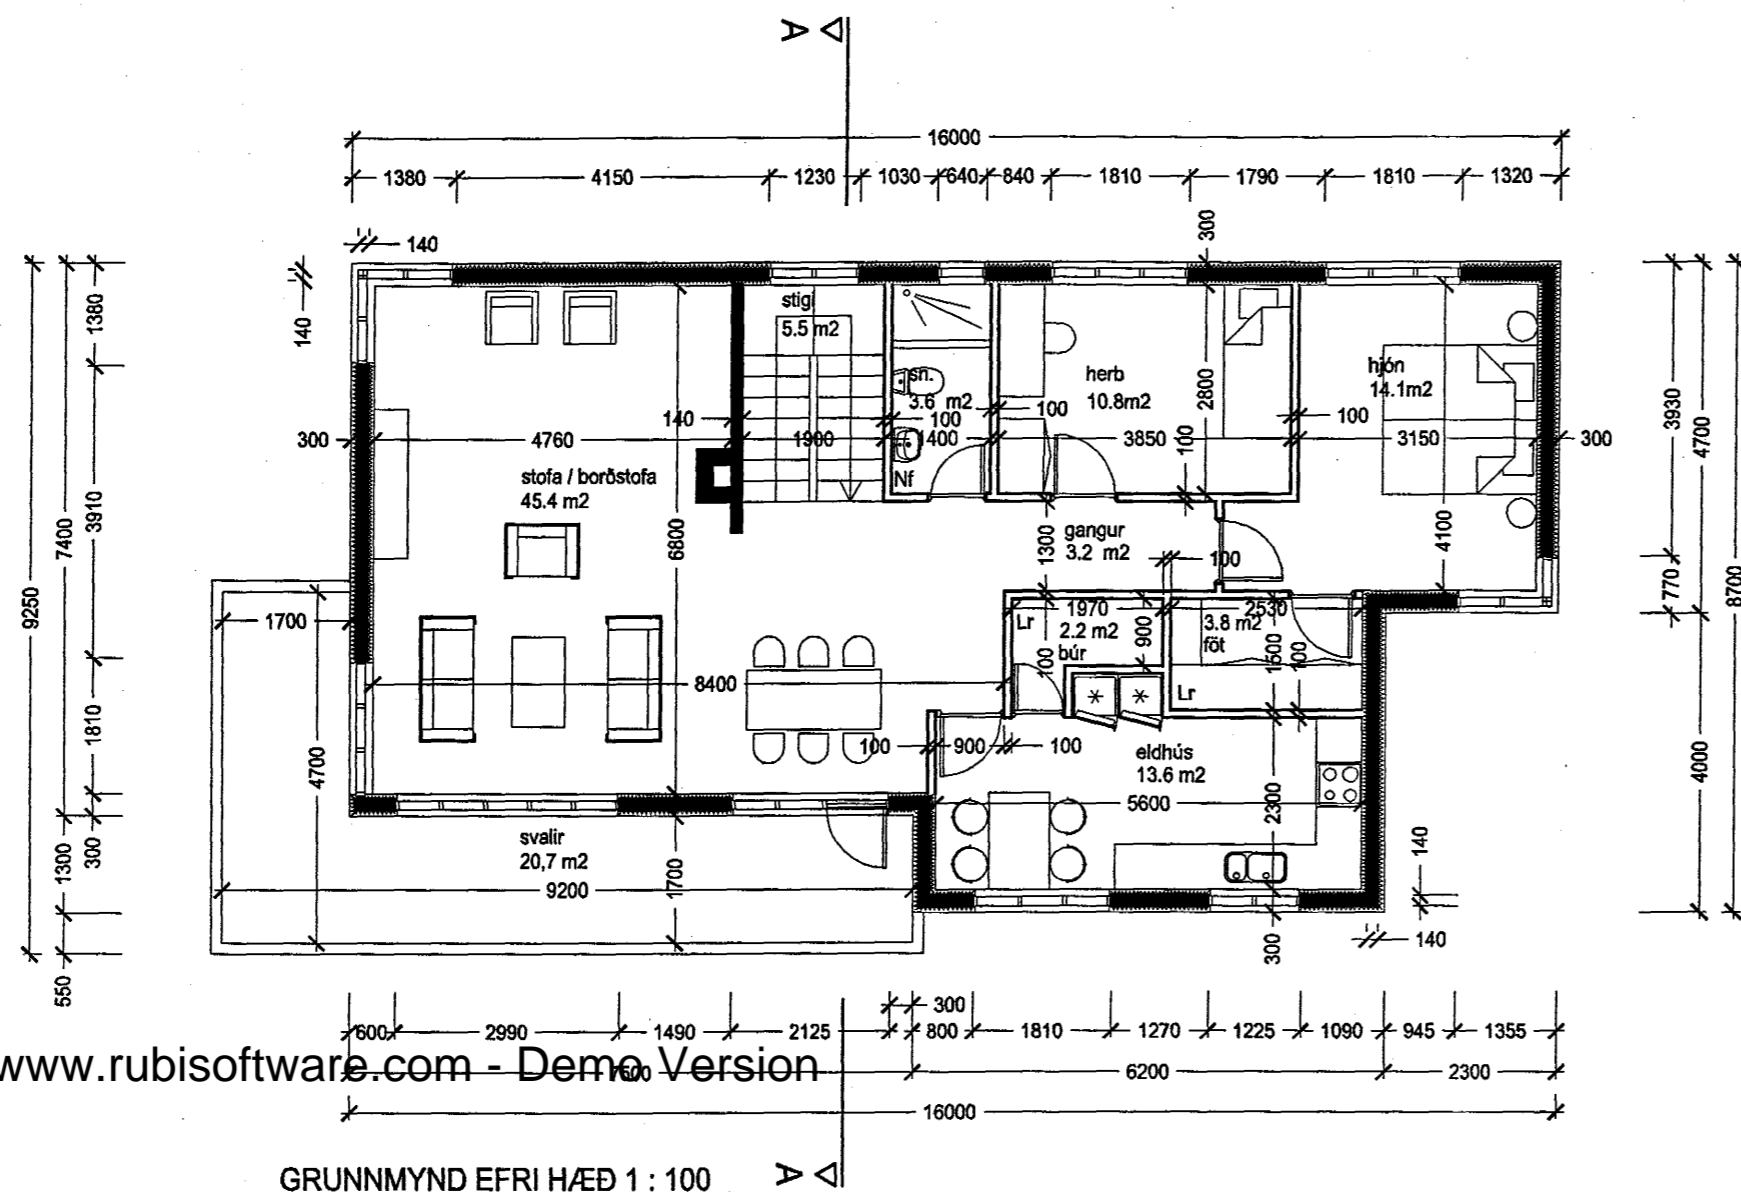 A
16000
1380 4150 1230 1030 640 840 1810 1790 1810 1320
140
300
140
9250
7400
1380
3910
1810
300
1300
550
stigi
5.5 m2
sn.
3.6 m2
Nf
herb
10.8m2
hjón
14.1m2
2800
100
140
100
100
100
300
4760
1900
1400
3850
3150
300
stofa / borðstofa
45.4 m2
6800
gangur
3.2 m2
1300
100
4100
3930
770
4700
4000
8700
1700
4700
Lr
1970
2.2 m2
búr
900
100
2530
3.8 m2
föt
1500
100
Lr
8400
100
900
100
eldhús
13.6 m2
5600
2300
svalir
20,7 m2
9200
1700
140
300
140
300
600 2990 1490 2125 800 1810 1270 1225 1090 945 1355
www.rubisoftware.com - Demo Version
7500 6200 2300
16000
GRUNNMYND EFRI HÆÐ 1 : 100
A